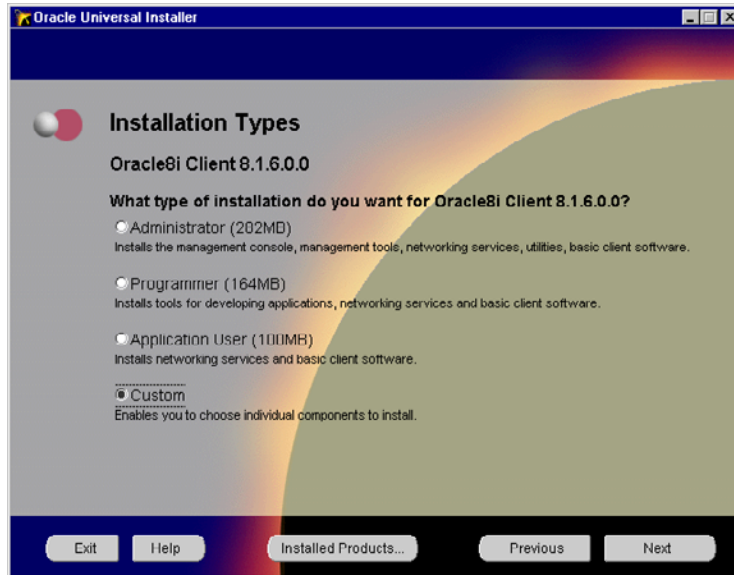 Oracle Universal Installer
Installation Types
Oracle8i Client 8.1.6.0.0
What type of installation do you want for Oracle8i Client 8.1.6.0.0?
Administrator (202MB)
Installs the management console, management tools, networking services, utilities, basic client software.
Programmer (164MB)
Installs tools for developing applications, networking services and basic client software.
Application User (100MB)
Installs networking services and basic client software.
Custom
Enables you to choose individual components to install.
Exit Help Installed Products... Previous Next